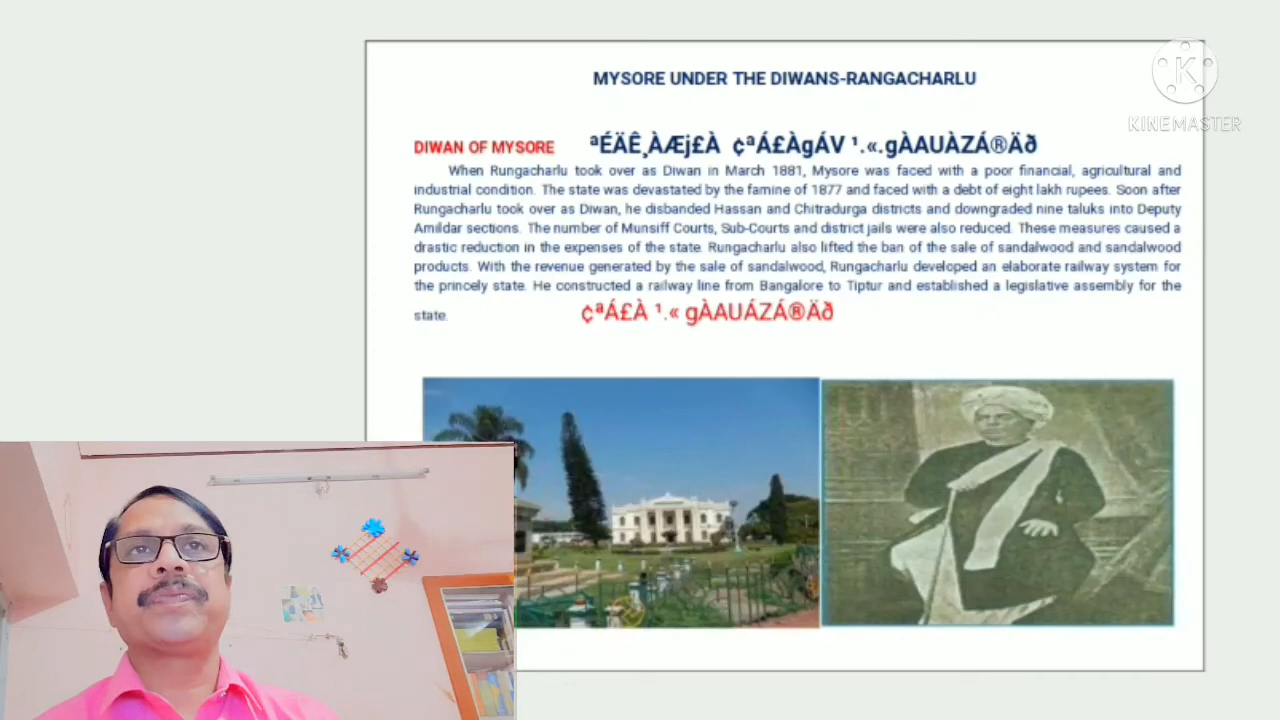 MYSORE UNDER THE DIWANS-RANGACHARLU
K
KINEMASTER
DIWAN OF MYSORE ªÉÄÊ¸ÀÆj£À ¢ªÁ£ÀgÁV ¹.«.gÀAUÀZÁ®Äð
When Rungacharlu took over as Diwan in March 1881, Mysore was faced with a poor financial, agricultural and
industrial condition. The state was devastated by the famine of 1877 and faced with a debt of eight lakh rupees. Soon after
Rungacharlu took over as Diwan, he disbanded Hassan and Chitradurga districts and downgraded nine taluks into Deputy
Amildar sections. The number of Munsiff Courts, Sub-Courts and district jails were also reduced. These measures caused a
drastic reduction in the expenses of the state. Rungacharlu also lifted the ban of the sale of sandalwood and sandalwood
products. With the revenue generated by the sale of sandalwood, Rungacharlu developed an elaborate railway system for
the princely state. He constructed a railway line from Bangalore to Tiptur and established a legislative assembly for the
state. ¢ªÁ£À ¹.« gÀAUÁZÁ®Äð